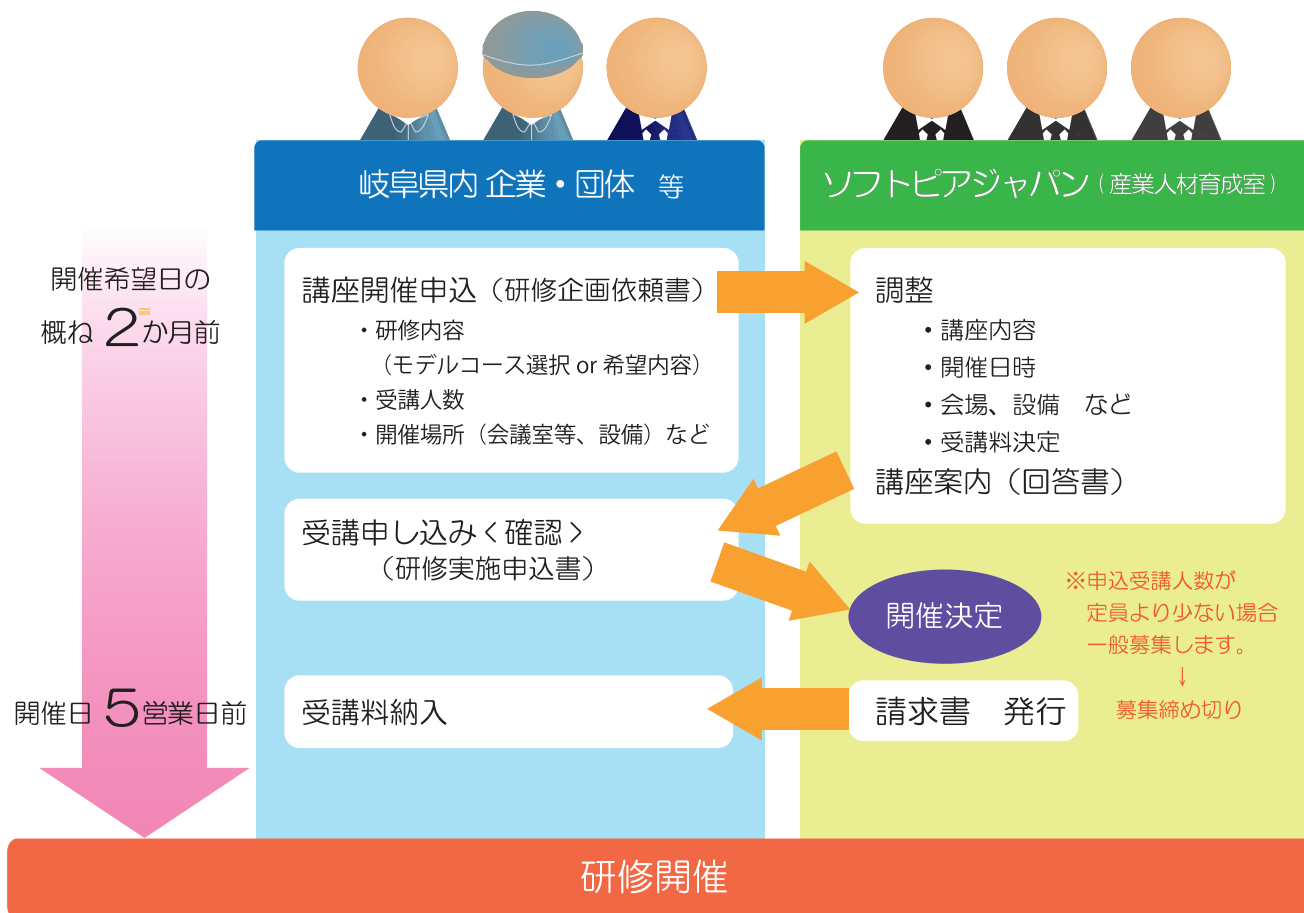 岐阜県内 企業・団体 等
ソフトピアジャパン(産業人材育成室)
開催希望日の
概ね 2か月前
講座開催申込(研修企画依頼書)
・研修内容
(モデルコース選択 or 希望内容)
・受講人数
・開催場所(会議室等、設備)など
調整
・講座内容
・開催日時
・会場、設備 など
・受講料決定
講座案内(回答書)
受講申し込みく確認>
(研修実施申込書)
開催決定
※申込受講人数が
定員より少ない場合
一般募集します。
↓
募集締め切り
開催日 5営業日前
受講料納入
請求書 発行
研修開催